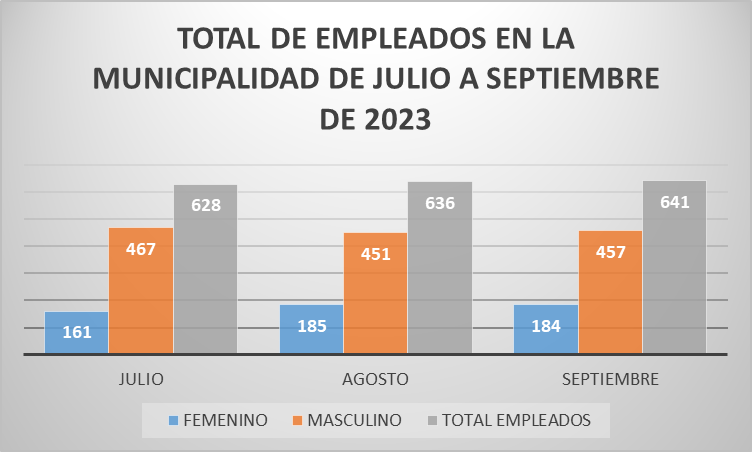 TOTAL DE EMPLEADOS EN LA
MUNICIPALIDAD DE JULIO A SEPTIEMBRE
DE 2023
161
467
628
185
451
636
184
457
641
JULIO
AGOSTO
SEPTIEMBRE
FEMENINO
MASCULINO
TOTAL EMPLEADOS